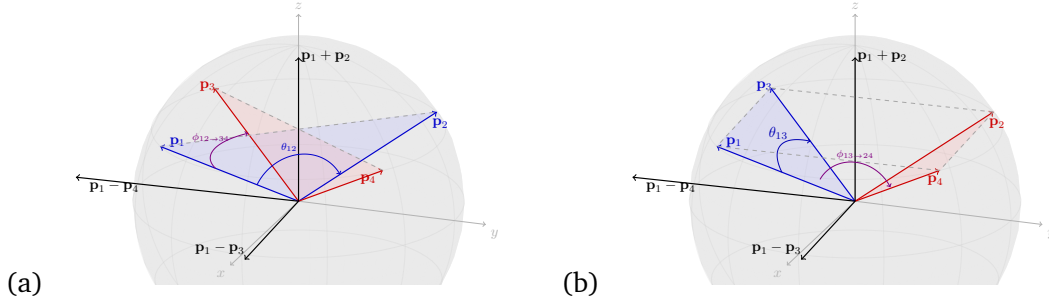 z
p₁ + p₂
p₃
p₂
p₁
ϕ₁₂→₃₄
θ₁₂
p₄
p₁ − p₄
y
p₁ − p₃
x
(a)
z
p₁ + p₂
p₃
p₂
θ₁₃
p₁
ϕ₁₃→₂₄
p₄
p₁ − p₄
y
p₁ − p₃
x
(b)